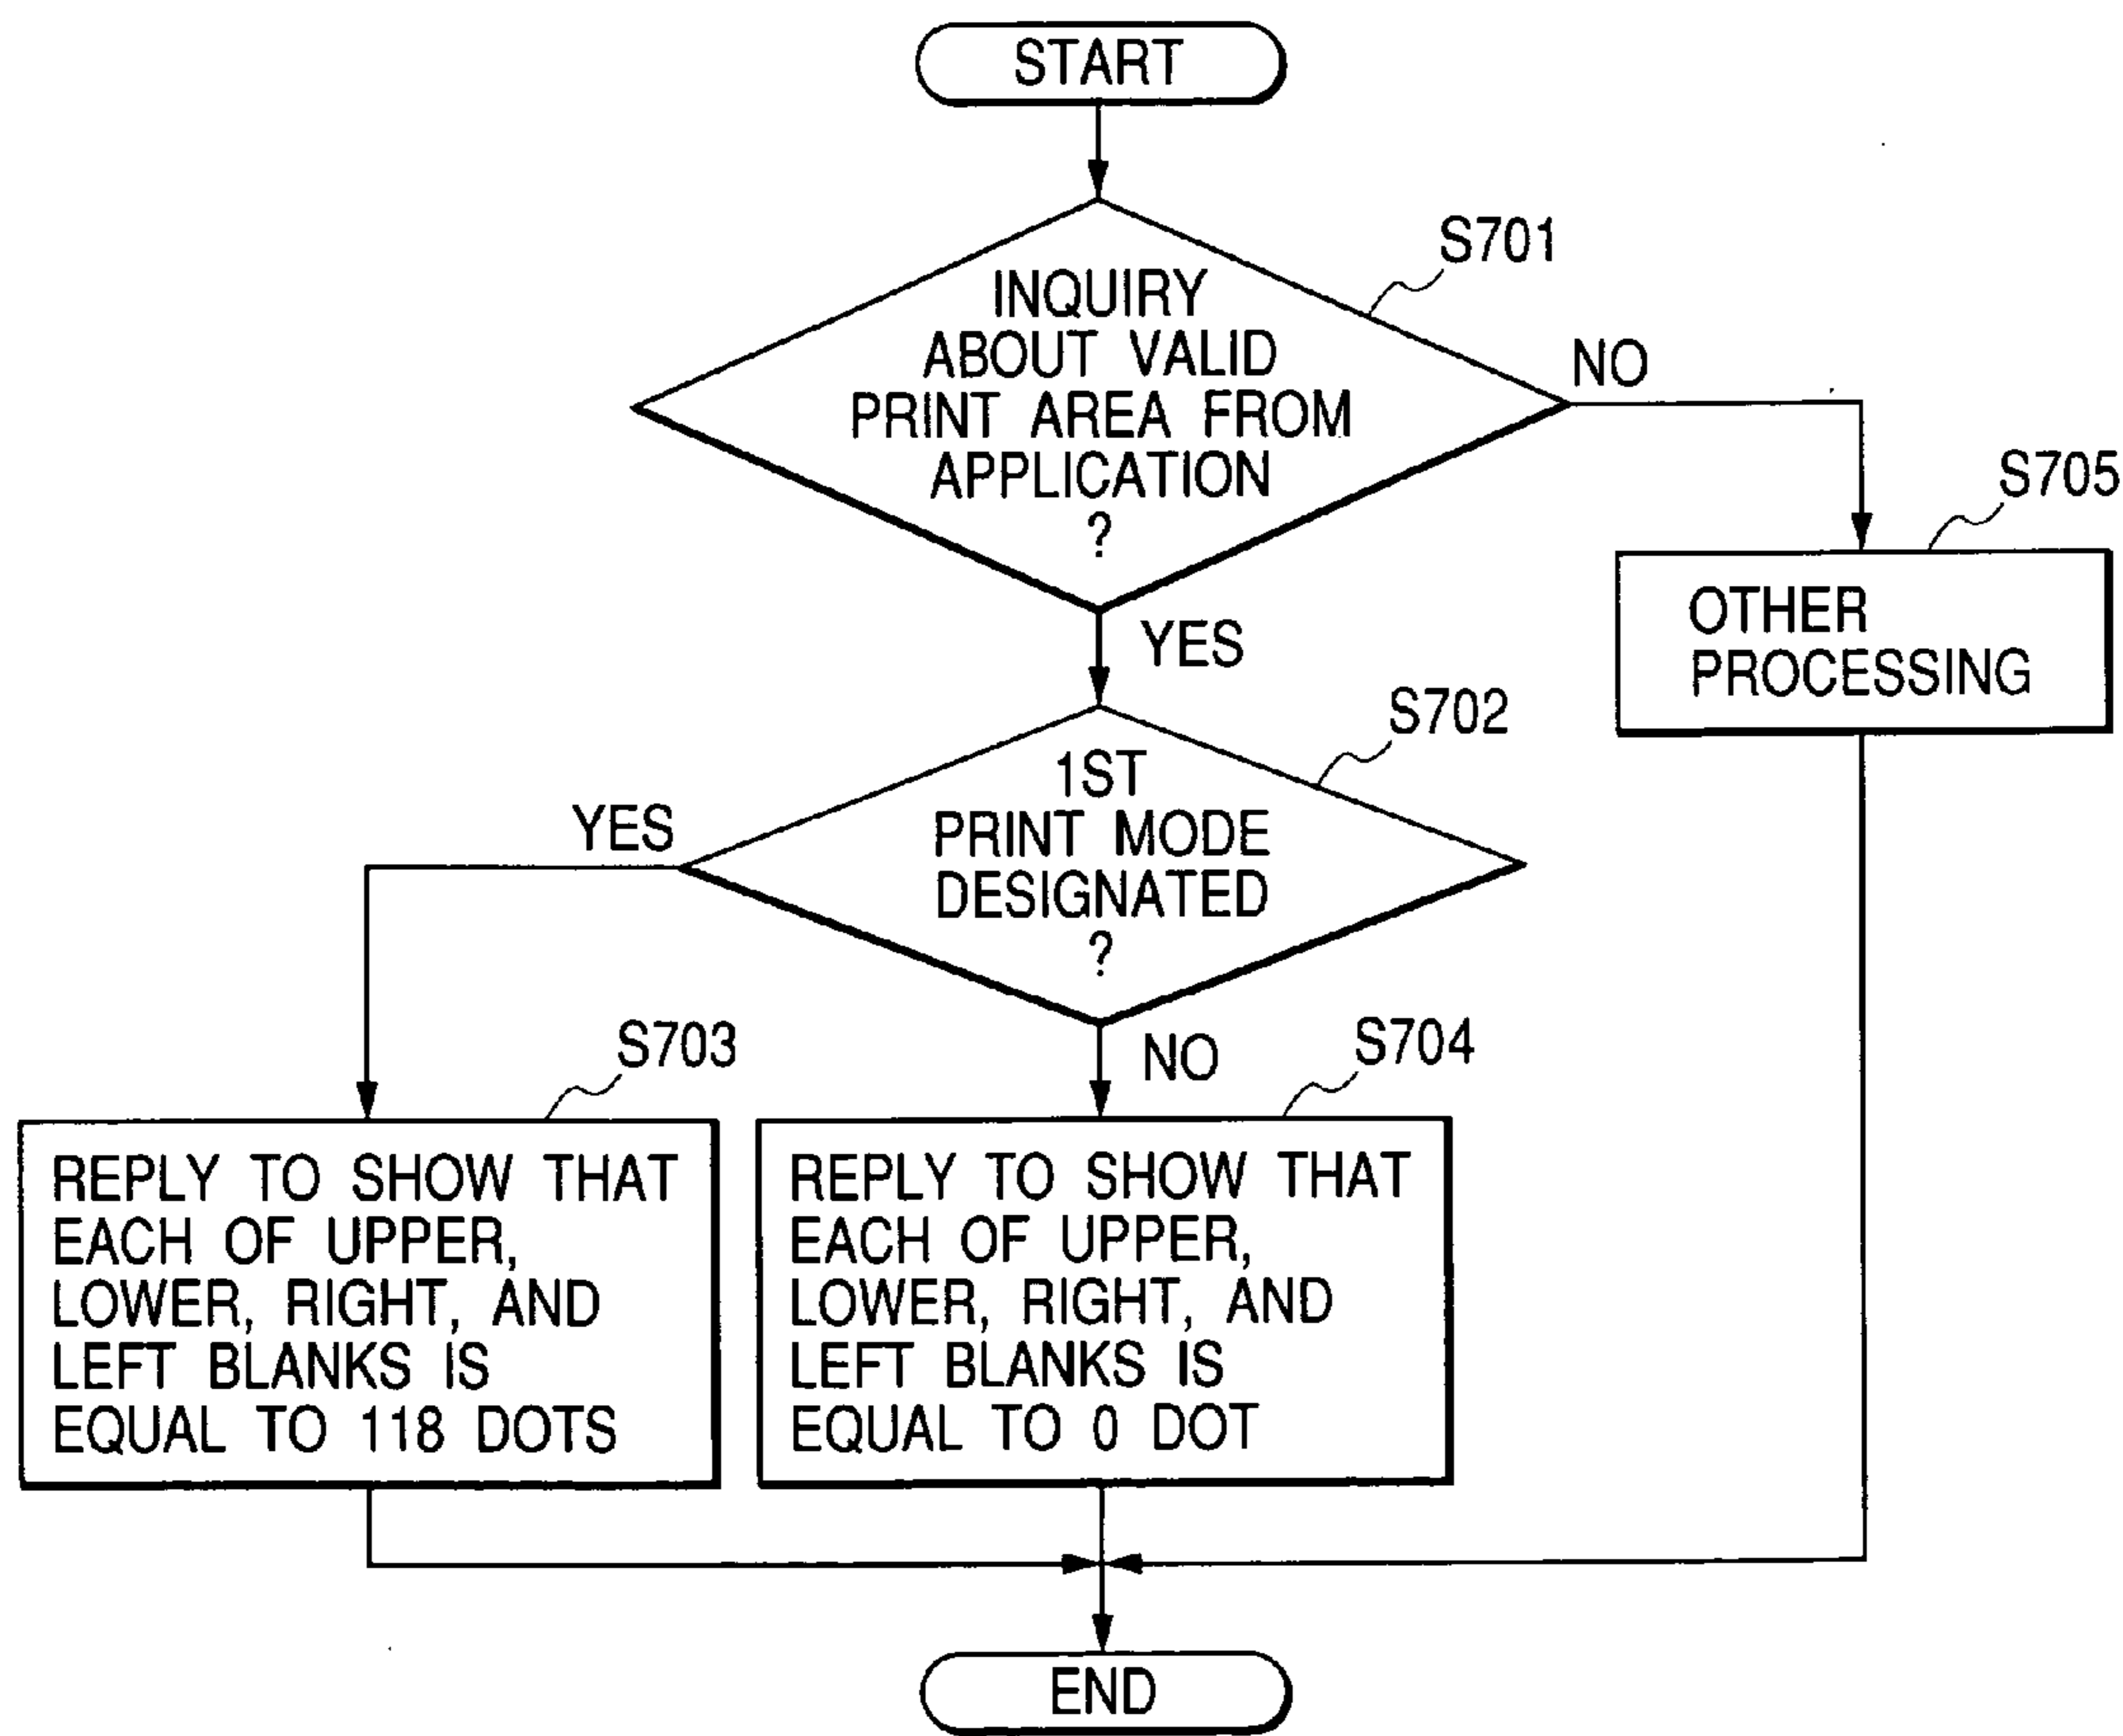 START
S701
INQUIRY
ABOUT VALID
PRINT AREA FROM
APPLICATION
?
NO
S705
OTHER
PROCESSING
YES
S702
1ST
PRINT MODE
DESIGNATED
?
YES
NO
S703
REPLY TO SHOW THAT
EACH OF UPPER,
LOWER, RIGHT, AND
LEFT BLANKS IS
EQUAL TO 118 DOTS
S704
REPLY TO SHOW THAT
EACH OF UPPER,
LOWER, RIGHT, AND
LEFT BLANKS IS
EQUAL TO 0 DOT
END